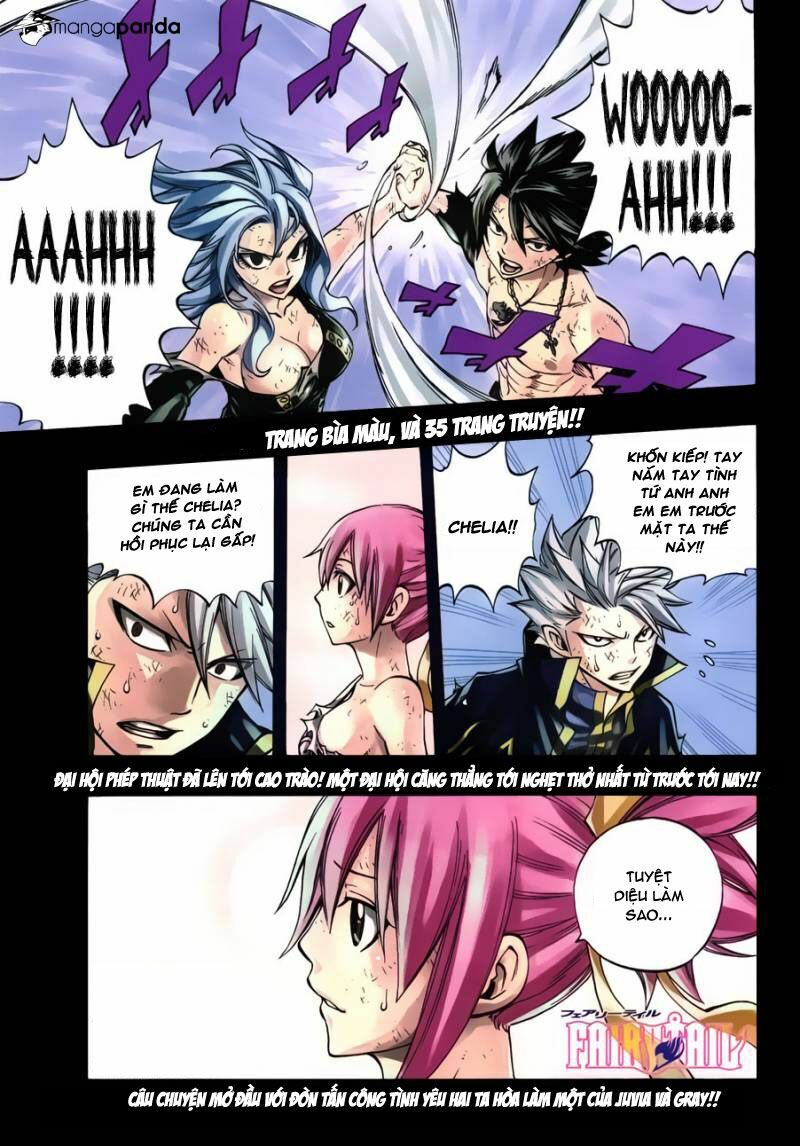 mangapanda
WOOOOO-
AHH!!!
AAAHHH
!!!!
TRANG BÌA MÀU, VÀ 35 TRANG TRUYỆN!!
KHỐN KIẾP! TAY
NĂM TAY TÌNH
TỨ ANH ANH
EM EM TRƯỚC
MẶT TA THẾ
NÀY!!
CHELIA!!
EM ĐANG LÀM
GÌ THẾ CHELIA?
CHÚNG TA CẦN
HỒI PHỤC LẠI GẤP!
ĐẠI HỘI PHÉP THUẬT ĐÃ LÊN TỚI CAO TRÀO! MỘT ĐẠI HỘI CĂNG THẲNG TỚI NGHẸT THỞ NHẤT TỪ TRƯỚC TỚI NAY!!
TUYỆT
DIỆU LÀM
SAO...
フェアリーテイル
FAIRY TAIL
CÂU CHUYỆN MỞ ĐẦU VỚI ĐÒN TẤN CÔNG TÌNH YÊU HAI TA HÒA LÀM MỘT CỦA JUVIA VÀ GRAY!!